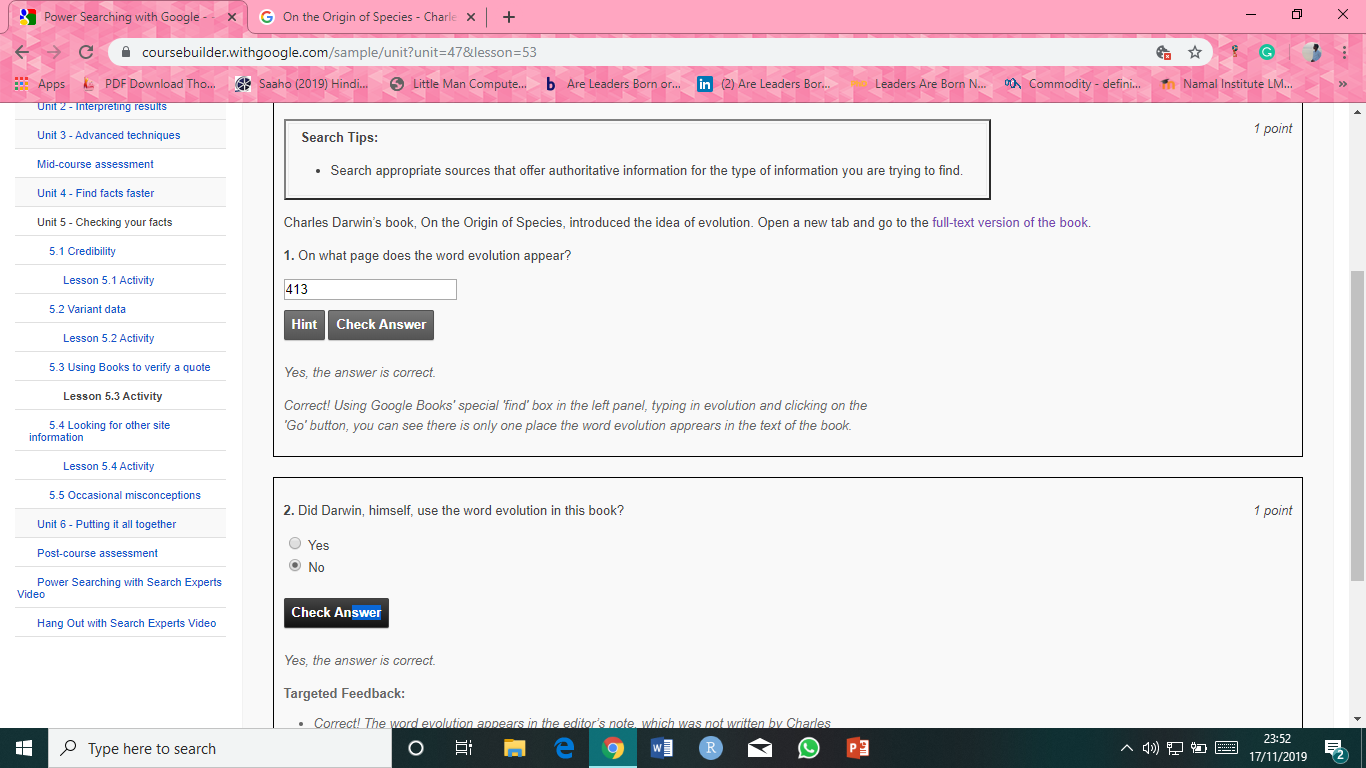 Power Searching with Google -
On the Origin of Species - Charle
coursebuilder.withgoogle.com/sample/unit?unit=47&lesson=53
Apps
PDF Download Tho...
Saaho (2019) Hindi...
Little Man Compute...
Are Leaders Born or...
(2) Are Leaders Bor...
Leaders Are Born N...
Commodity - defini...
Namal Institute LM...
Unit 2 - Interpreting results
Unit 3 - Advanced techniques
Mid-course assessment
Unit 4 - Find facts faster
Unit 5 - Checking your facts
5.1 Credibility
Lesson 5.1 Activity
5.2 Variant data
Lesson 5.2 Activity
5.3 Using Books to verify a quote
Lesson 5.3 Activity
5.4 Looking for other site
information
Lesson 5.4 Activity
5.5 Occasional misconceptions
Unit 6 - Putting it all together
Post-course assessment
Power Searching with Search Experts
Video
Hang Out with Search Experts Video
1 point
Search Tips:
• Search appropriate sources that offer authoritative information for the type of information you are trying to find.
Charles Darwin's book, On the Origin of Species, introduced the idea of evolution. Open a new tab and go to the full-text version of the book.
1. On what page does the word evolution appear?
413
Hint
Check Answer
Yes, the answer is correct.
Correct! Using Google Books' special 'find' box in the left panel, typing in evolution and clicking on the
'Go' button, you can see there is only one place the word evolution apprears in the text of the book.
2. Did Darwin, himself, use the word evolution in this book?
1 point
Yes
No
Check Answer
Yes, the answer is correct.
Targeted Feedback:
• Correct! The word evolution appears in the editor's note, which was not written by Charles
Type here to search
23:52
17/11/2019
2